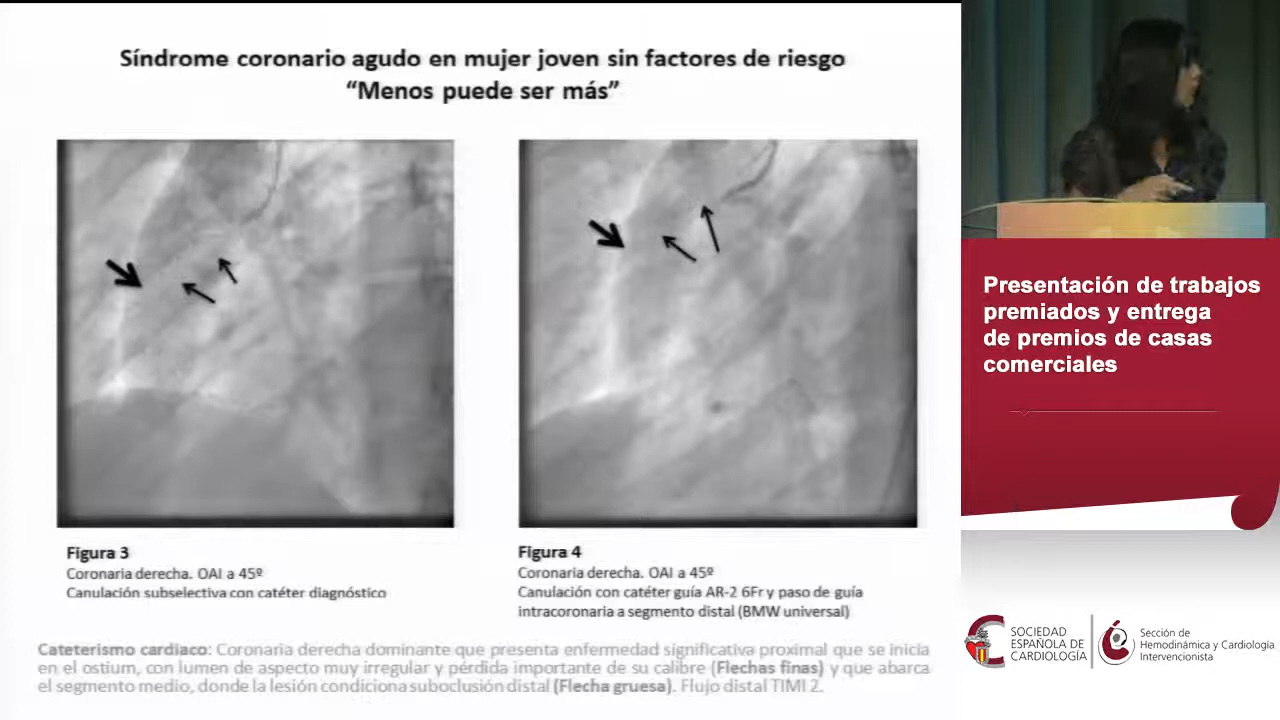 Síndrome coronario agudo en mujer joven sin factores de riesgo
“Menos puede ser más”
Figura 3
Coronaria derecha. OAI a 45º
Canulación subselectiva con catéter diagnóstico
Figura 4
Coronaria derecha. OAI a 45º
Canulación con catéter guía AR-2 6Fr y paso de guía
intracoronaria a segmento distal (BMW universal)
Cateterismo cardiaco: Coronaria derecha dominante que presenta enfermedad significativa proximal que se inicia
en el ostium, con lumen de aspecto muy irregular y pérdida importante de su calibre (Flechas finas) y que abarca
el segmento medio, donde la lesión condiciona suboclusión distal (Flecha gruesa). Flujo distal TIMI 2.
Presentación de trabajos
premiados y entrega
de premios de casas
comerciales
SOCIEDAD
ESPAÑOLA DE
CARDIOLOGÍA
Sección de
Hemodinámica y Cardiología
Intervencionista